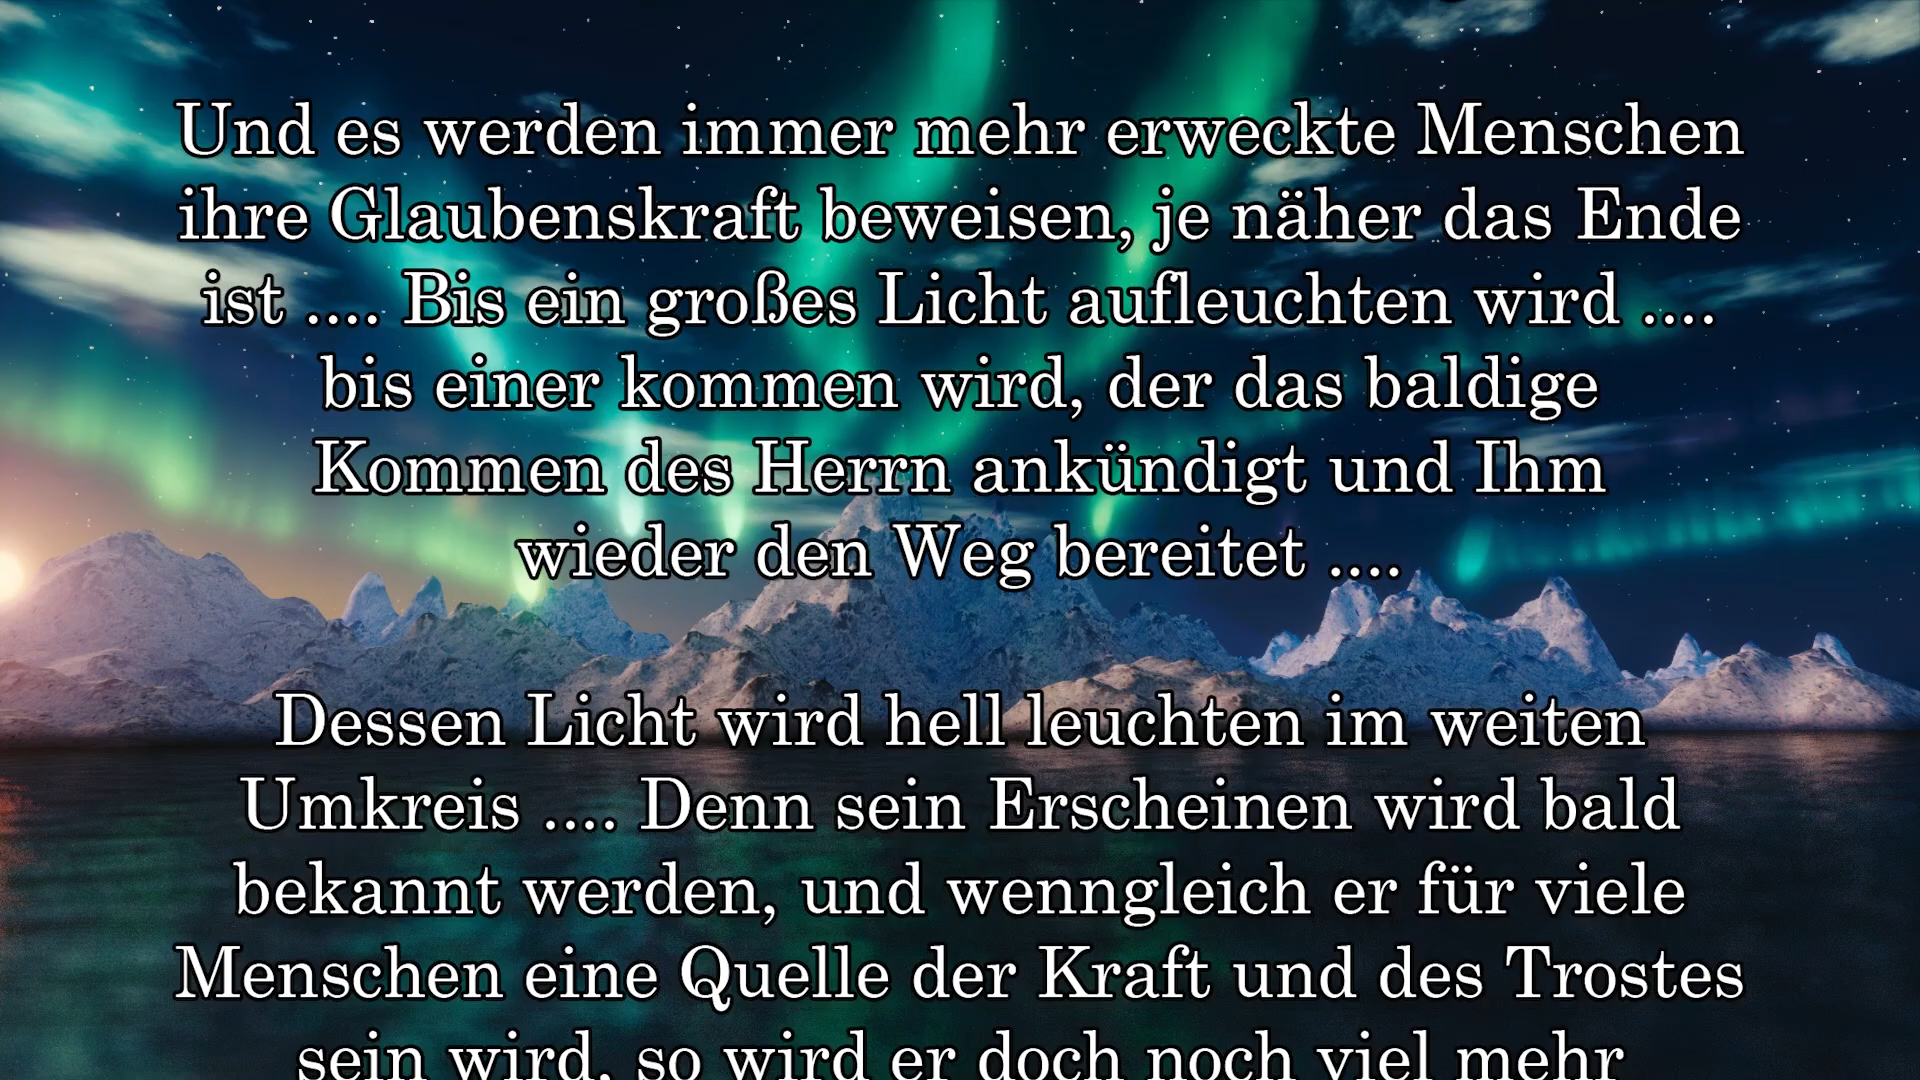 Und es werden immer mehr erweckte Menschen
ihre Glaubenskraft beweisen, je näher das Ende
ist .... Bis ein großes Licht aufleuchten wird ....
bis einer kommen wird, der das baldige
Kommen des Herrn ankündigt und Ihm
wieder den Weg bereitet ....
Dessen Licht wird hell leuchten im weiten
Umkreis .... Denn sein Erscheinen wird bald
bekannt werden, und wenngleich er für viele
Menschen eine Quelle der Kraft und des Trostes
sein wird, so wird er doch noch viel mehr